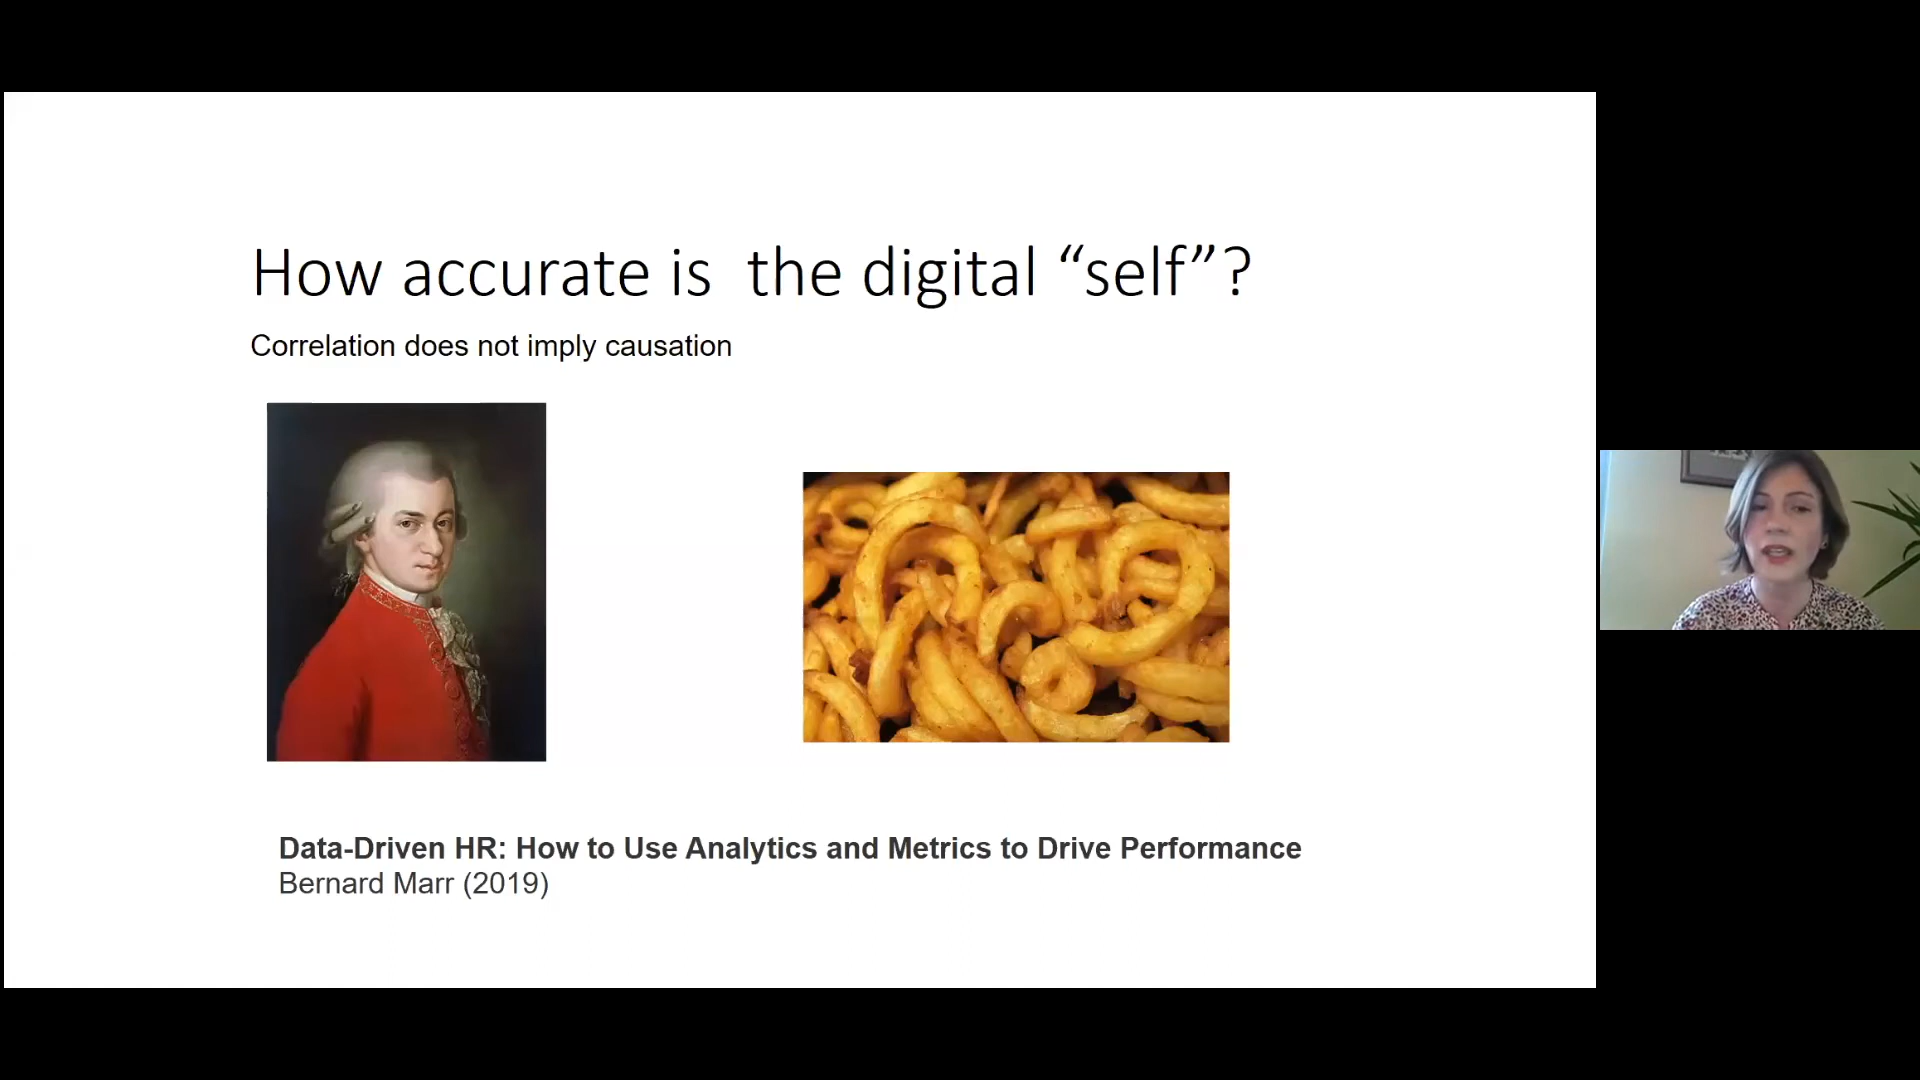 How accurate is  the digital “self”?
Correlation does not imply causation
Data-Driven HR: How to Use Analytics and Metrics to Drive Performance
Bernard Marr (2019)